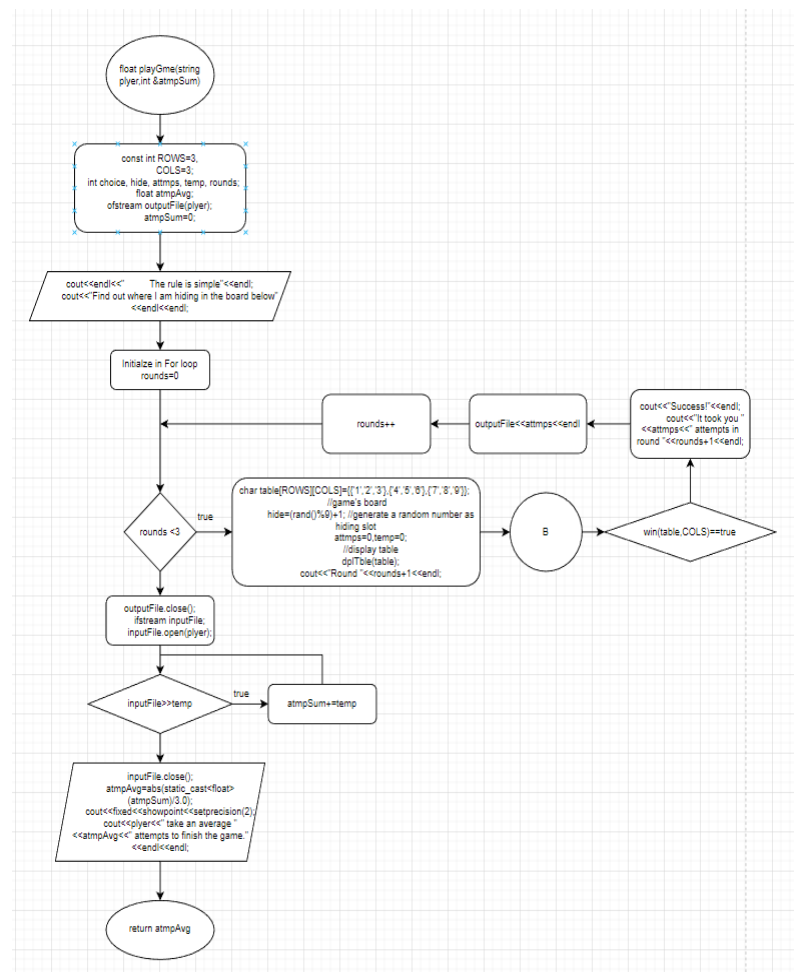 float playGme(string
plyer,int &atmpSum)
const int ROWS=3,
COLS=3;
int choice, hide, attmps, temp, rounds;
float atmpAvg;
ofstream outputFile(plyer);
atmpSum=0;
cout<<endl<<" The rule is simple"<<endl;
cout<<"Find out where I am hiding in the board below"
<<endl<<endl;
Initialze in For loop
rounds=0
rounds++
outputFile<<attmps<<endl
cout<<"Success!"<<endl;
cout<<"It took you "
<<attmps<<" attempts in
round "<<rounds+1<<endl;
rounds <3
true
char table[ROWS][COLS]={{'1','2','3'},{'4','5','6'},{'7','8','9'}};
//game's board
hide=(rand()%9)+1; //generate a random number as
hiding slot
attmps=0,temp=0;
//display table
dplTble(table);
cout<<"Round "<<rounds+1<<endl;
B
win(table,COLS)==true
outputFile.close();
ifstream inputFile;
inputFile.open(plyer);
inputFile>>temp
true
atmpSum+=temp
inputFile.close();
atmpAvg=abs(static_cast<float>
(atmpSum)/3.0);
cout<<fixed<<showpoint<<setprecision(2);
cout<<plyer<<" take an average "
<<atmpAvg<<" attempts to finish the game."
<<endl<<endl;
return atmpAvg